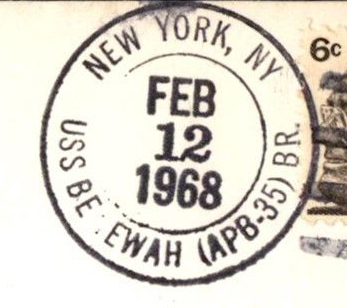 NEW YORK, NY
FEB
12
1968
USS BE EWAH (APB-35) BR.
6c